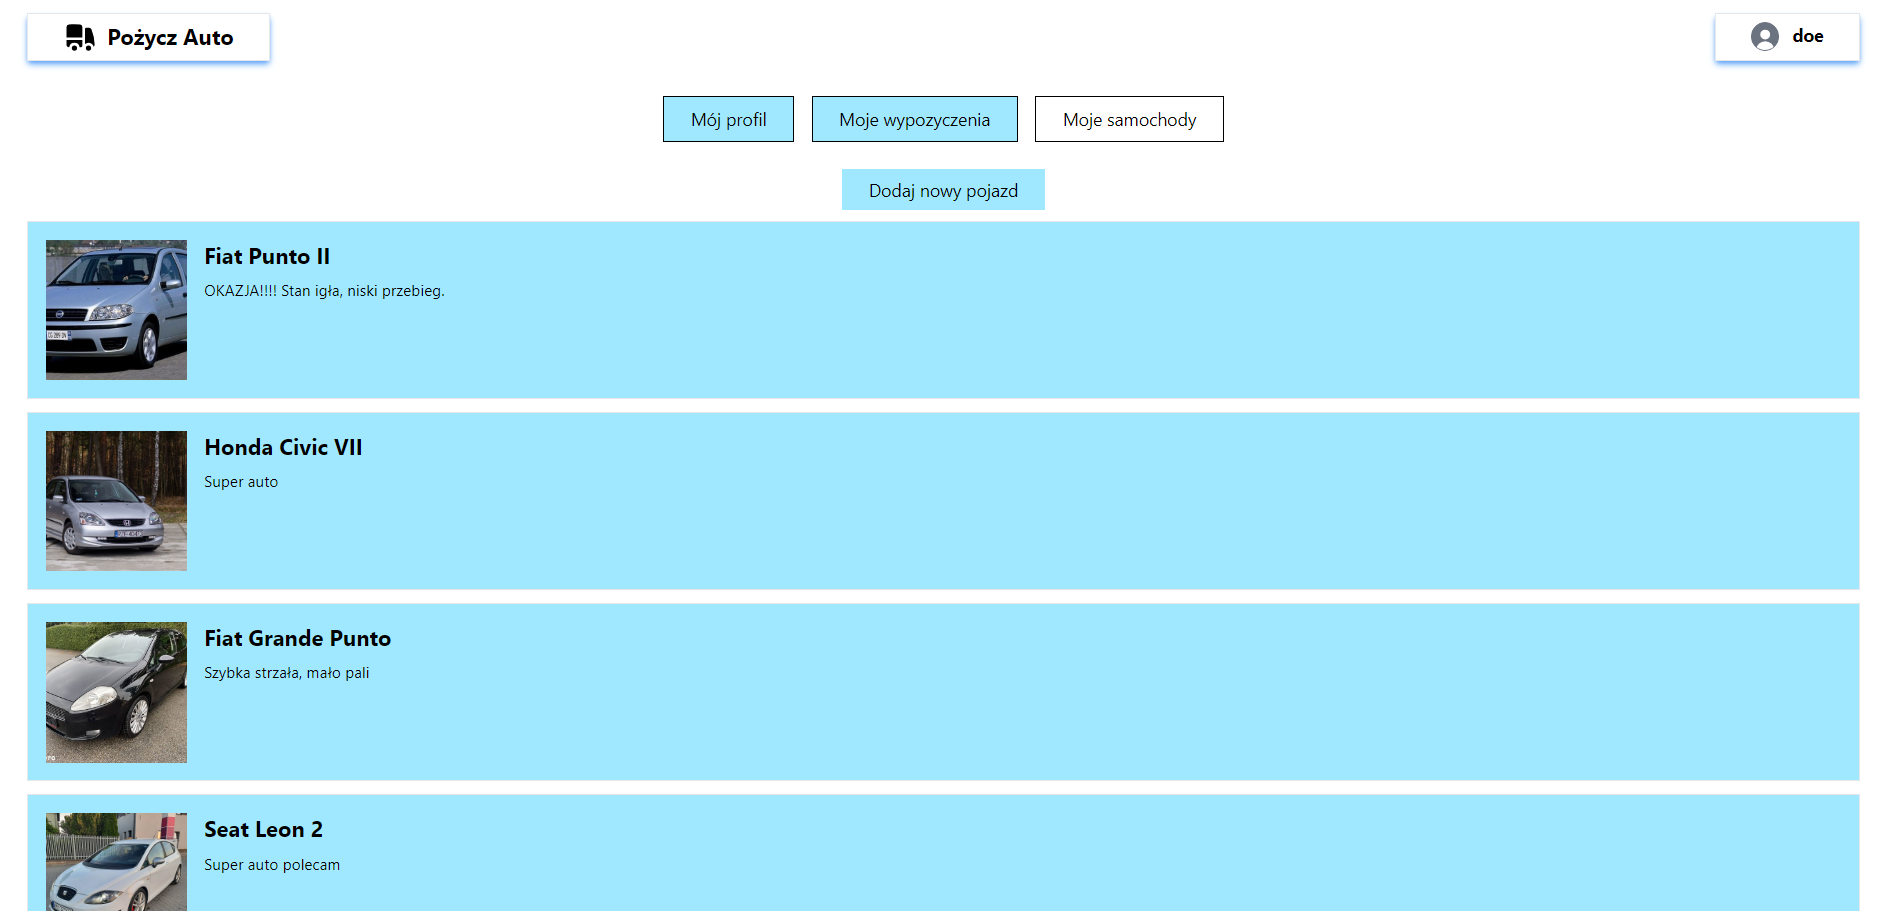 Pożycz Auto
doe
Mój profil
Moje wypozyczenia
Moje samochody
Dodaj nowy pojazd
Fiat Punto II
OKAZJA!!!! Stan igła, niski przebieg.
Honda Civic VII
Super auto
Fiat Grande Punto
Szybka strzała, mało pali
Seat Leon 2
Super auto polecam